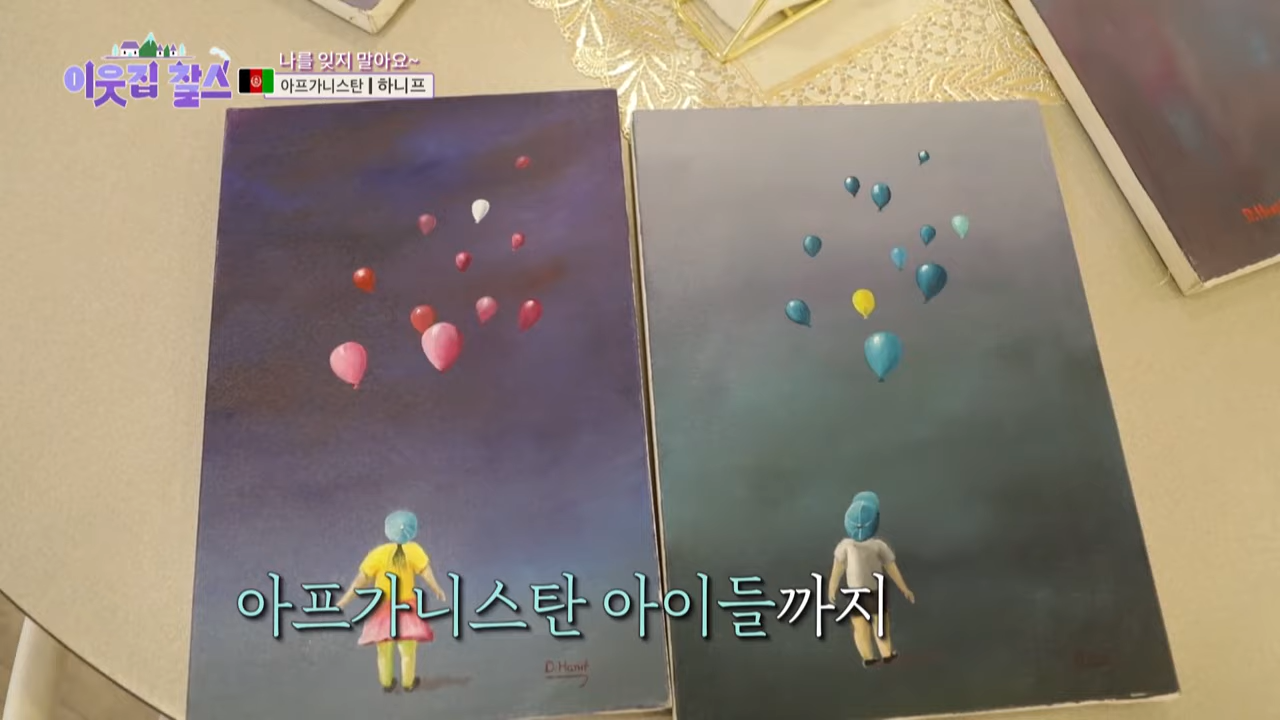 이웃집 찰스
나를 잊지 말아요~
아프가니스탄 | 하니프
아프가니스탄 아이들까지
D.Hanif